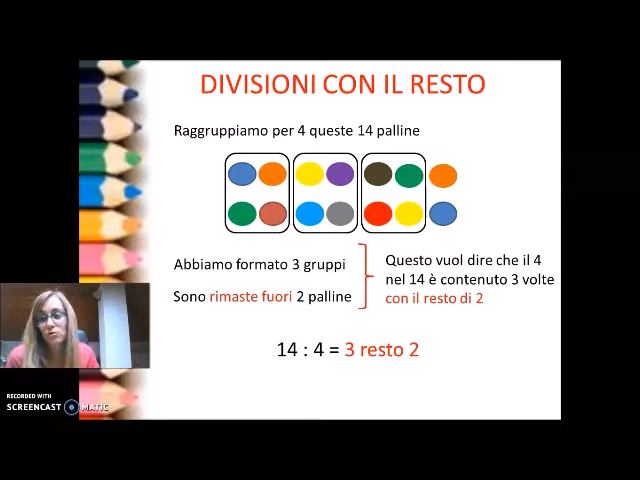 DIVISIONI CON IL RESTO
Raggruppiamo per 4 queste 14 palline
Abbiamo formato 3 gruppi
Sono rimaste fuori 2 palline
Questo vuol dire che il 4
nel 14 è contenuto 3 volte
con il resto di 2
14 : 4 = 3 resto 2
RECORDED WITH
SCREENCAST MATIC